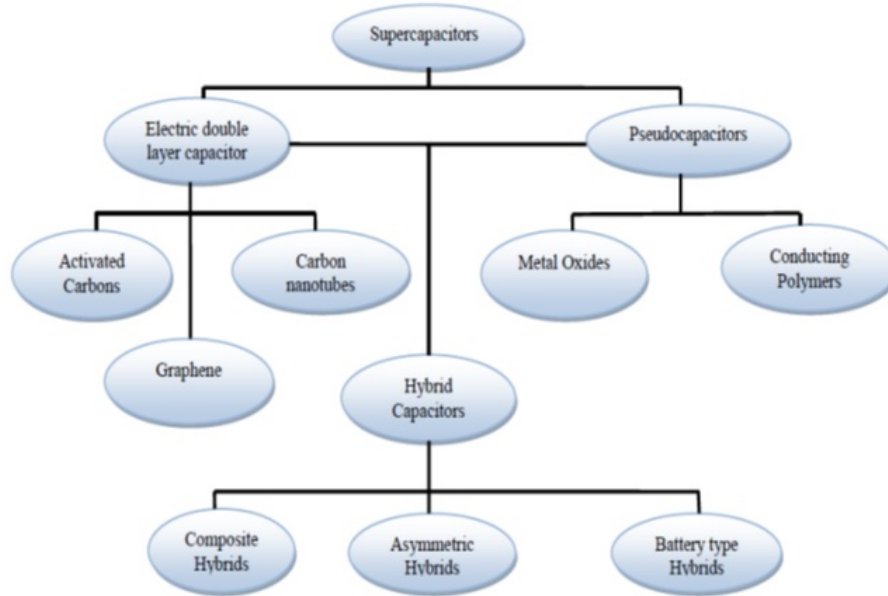 Supercapacitors
Electric double
layer capacitor
Pseudocapacitors
Activated
Carbons
Carbon
nanotubes
Metal Oxides
Conducting
Polymers
Graphene
Hybrid
Capacitors
Composite
Hybrids
Asymmetric
Hybrids
Battery type
Hybrids